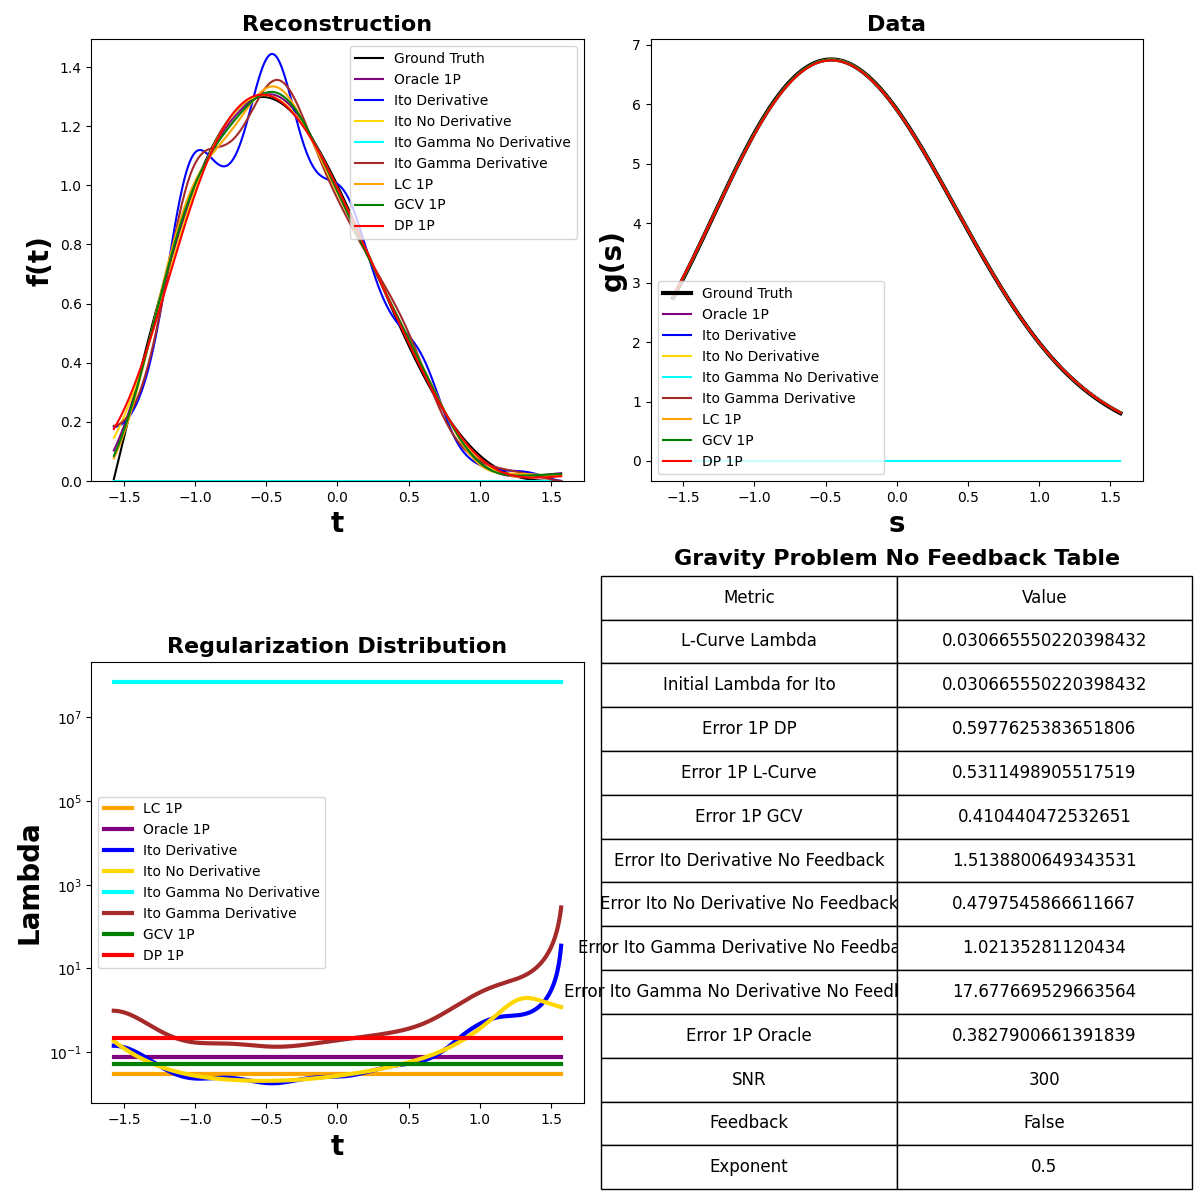 Reconstruction
Ground Truth
Oracle 1P
Ito Derivative
Ito No Derivative
Ito Gamma No Derivative
Ito Gamma Derivative
LC 1P
GCV 1P
DP 1P
f(t)
1.4
1.2
1.0
0.8
0.6
0.4
0.2
0.0
−1.5 −1.0 −0.5 0.0 0.5 1.0 1.5
t
Data
g(s)
7
6
5
4
3
2
1
0
Ground Truth
Oracle 1P
Ito Derivative
Ito No Derivative
Ito Gamma No Derivative
Ito Gamma Derivative
LC 1P
GCV 1P
DP 1P
−1.5 −1.0 −0.5 0.0 0.5 1.0 1.5
s
Regularization Distribution
Lambda
10^7
10^5
10^3
10^1
10^−1
LC 1P
Oracle 1P
Ito Derivative
Ito No Derivative
Ito Gamma No Derivative
Ito Gamma Derivative
GCV 1P
DP 1P
−1.5 −1.0 −0.5 0.0 0.5 1.0 1.5
t
Gravity Problem No Feedback Table
Metric Value
L-Curve Lambda 0.030665550220398432
Initial Lambda for Ito 0.030665550220398432
Error 1P DP 0.5977625383651806
Error 1P L-Curve 0.5311498905517519
Error 1P GCV 0.410440472532651
Error Ito Derivative No Feedback 1.5138800649343531
Error Ito No Derivative No Feedback 0.4797545866611667
Error Ito Gamma Derivative No Feedba 1.02135281120434
Error Ito Gamma No Derivative No Feed 17.677669529663564
Error 1P Oracle 0.3827900661391839
SNR 300
Feedback False
Exponent 0.5